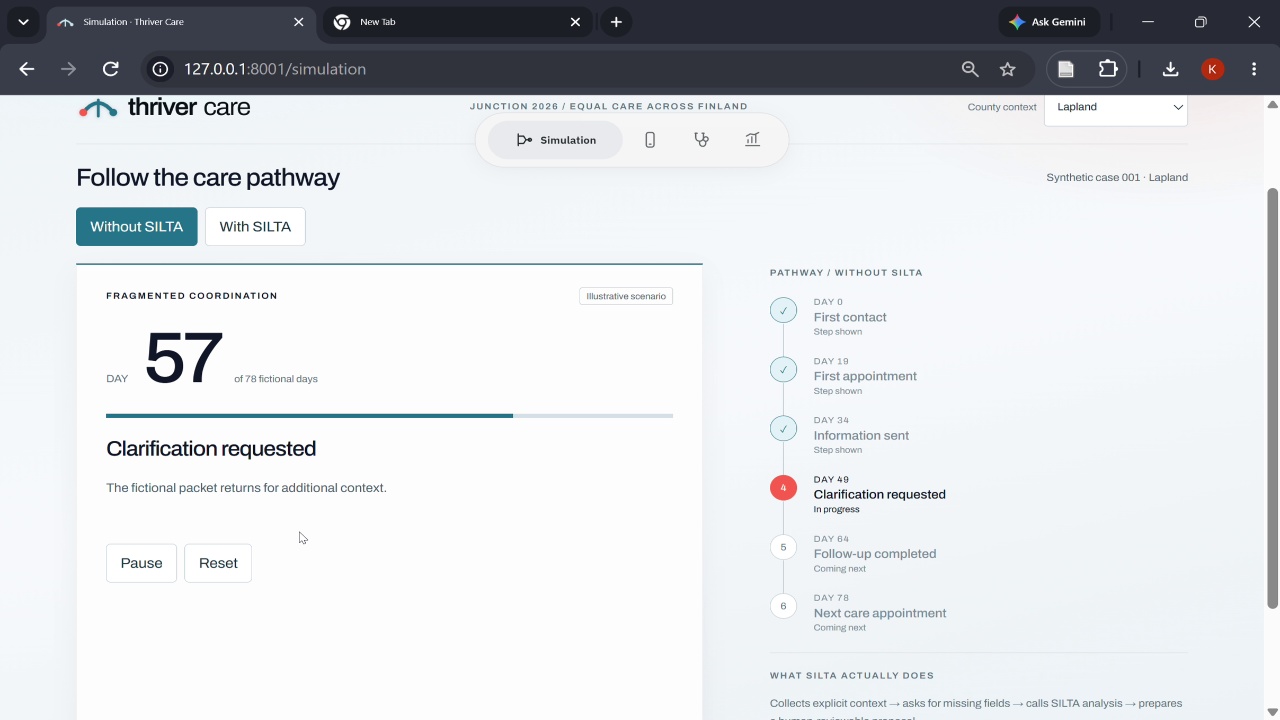 Simulation · Thriver Care
New Tab
Ask Gemini
127.0.0.1:8001/simulation
K
thriver care
JUNCTION 2026 / EQUAL CARE ACROSS FINLAND
County context
Lapland
Simulation
Follow the care pathway
Synthetic case 001 · Lapland
Without SILTA
With SILTA
FRAGMENTED COORDINATION
Illustrative scenario
DAY 57 of 78 fictional days
Clarification requested
The fictional packet returns for additional context.
Pause
Reset
PATHWAY / WITHOUT SILTA
DAY 0
First contact
Step shown
DAY 19
First appointment
Step shown
DAY 34
Information sent
Step shown
4
DAY 49
Clarification requested
In progress
5
DAY 64
Follow-up completed
Coming next
6
DAY 78
Next care appointment
Coming next
WHAT SILTA ACTUALLY DOES
Collects explicit context → asks for missing fields → calls SILTA analysis → prepares
a human-reviewable proposal